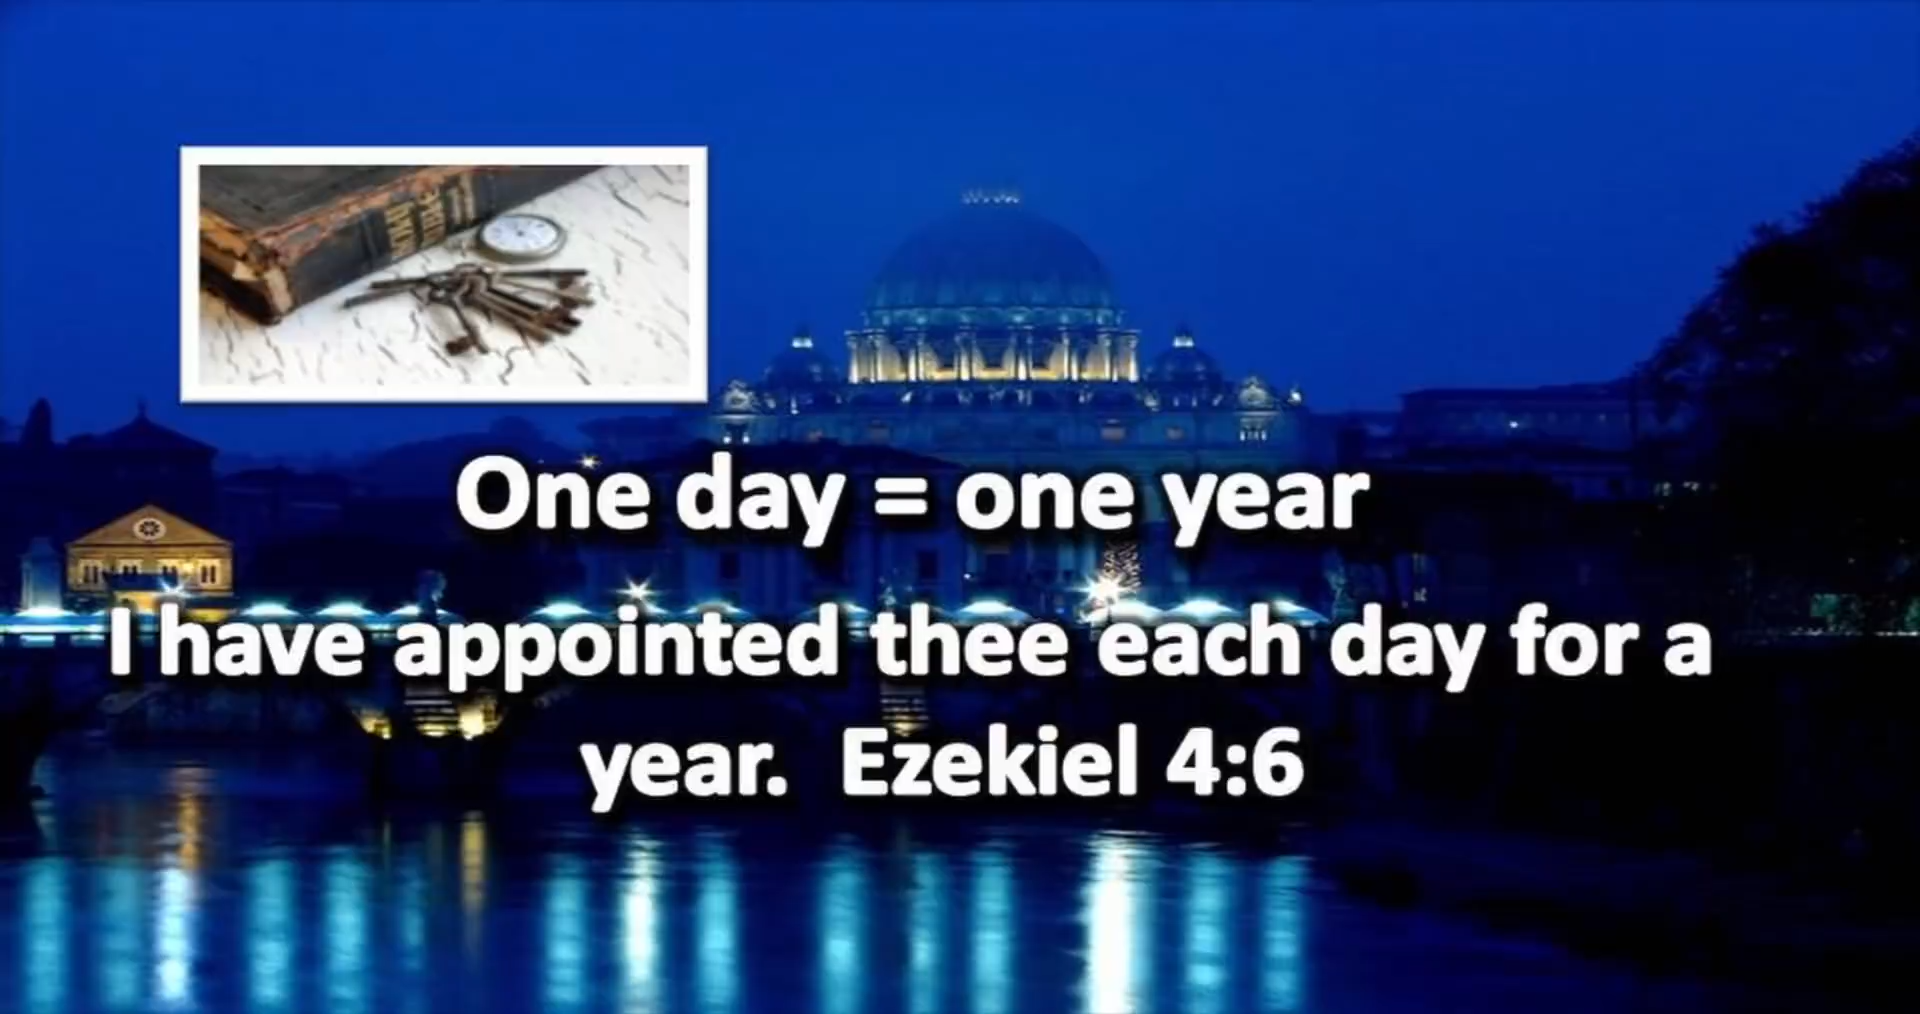 One day = one year
I have appointed thee each day for a
year.  Ezekiel 4:6